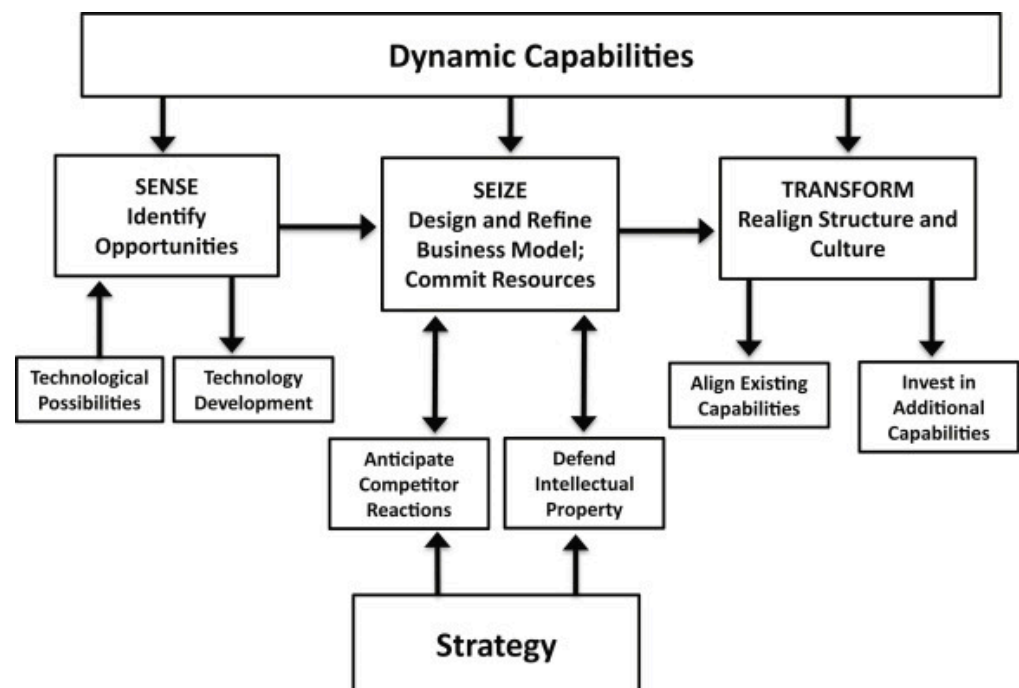 Dynamic Capabilities
SENSE
Identify
Opportunities
SEIZE
Design and Refine
Business Model;
Commit Resources
TRANSFORM
Realign Structure and
Culture
Technological
Possibilities
Technology
Development
Align Existing
Capabilities
Invest in
Additional
Capabilities
Anticipate
Competitor
Reactions
Defend
Intellectual
Property
Strategy